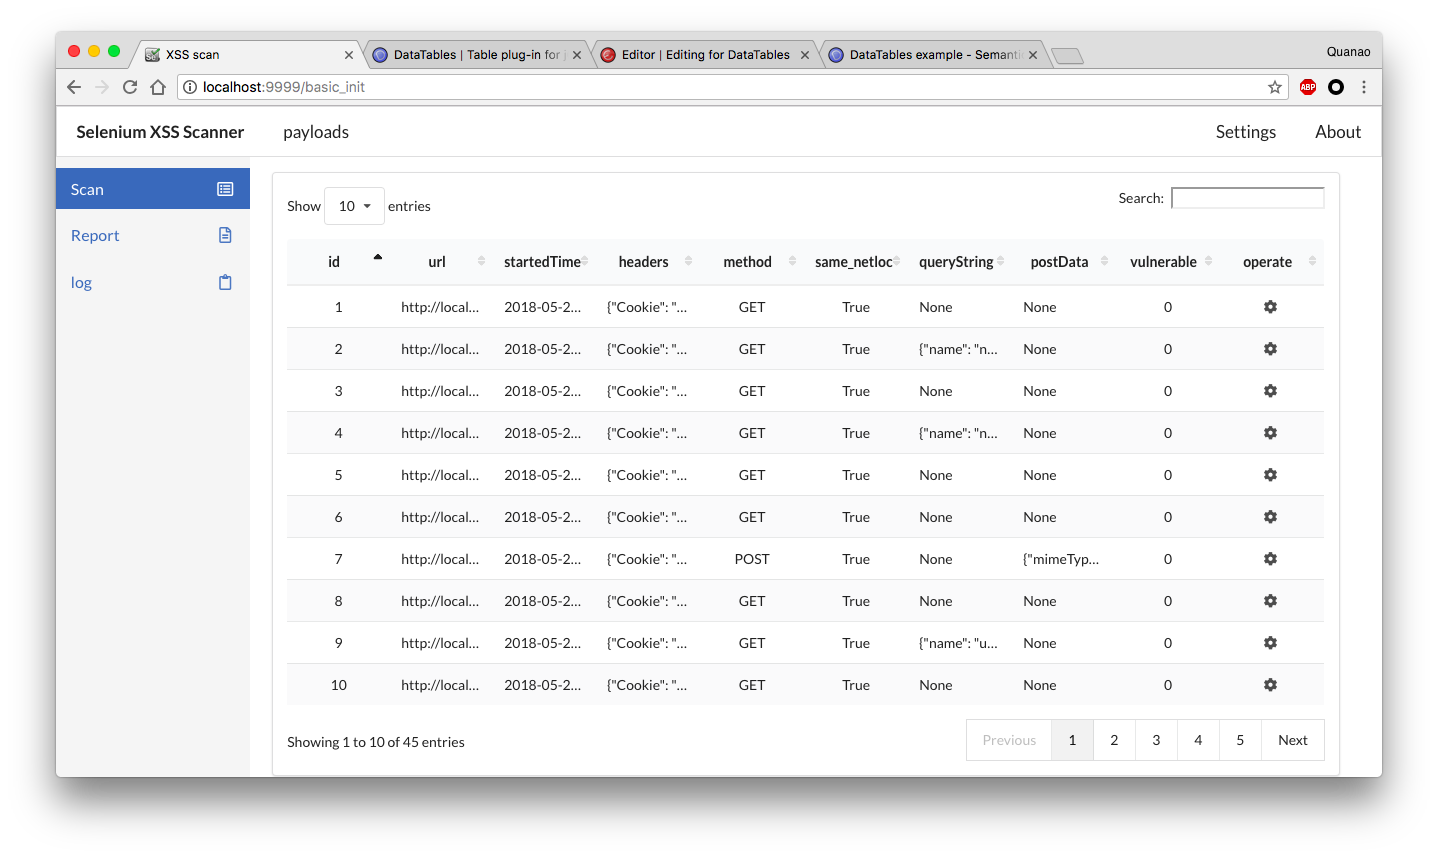 XSS scan
DataTables | Table plug-in for j
Editor | Editing for DataTables
DataTables example - Semanti
Quanao
localhost:9999/basic_init
ABP
Selenium XSS Scanner payloads Settings About
Scan
Report
log
Show 10 entries
Search:
id url startedTime headers method same_netloc queryString postData vulnerable operate
1 http://local... 2018-05-2... {"Cookie": "... GET True None None 0
2 http://local... 2018-05-2... {"Cookie": "... GET True {"name": "n... None 0
3 http://local... 2018-05-2... {"Cookie": "... GET True None None 0
4 http://local... 2018-05-2... {"Cookie": "... GET True {"name": "n... None 0
5 http://local... 2018-05-2... {"Cookie": "... GET True None None 0
6 http://local... 2018-05-2... {"Cookie": "... GET True None None 0
7 http://local... 2018-05-2... {"Cookie": "... POST True None {"mimeTyp... 0
8 http://local... 2018-05-2... {"Cookie": "... GET True None None 0
9 http://local... 2018-05-2... {"Cookie": "... GET True {"name": "u... None 0
10 http://local... 2018-05-2... {"Cookie": "... GET True None None 0
Showing 1 to 10 of 45 entries
Previous 1 2 3 4 5 Next